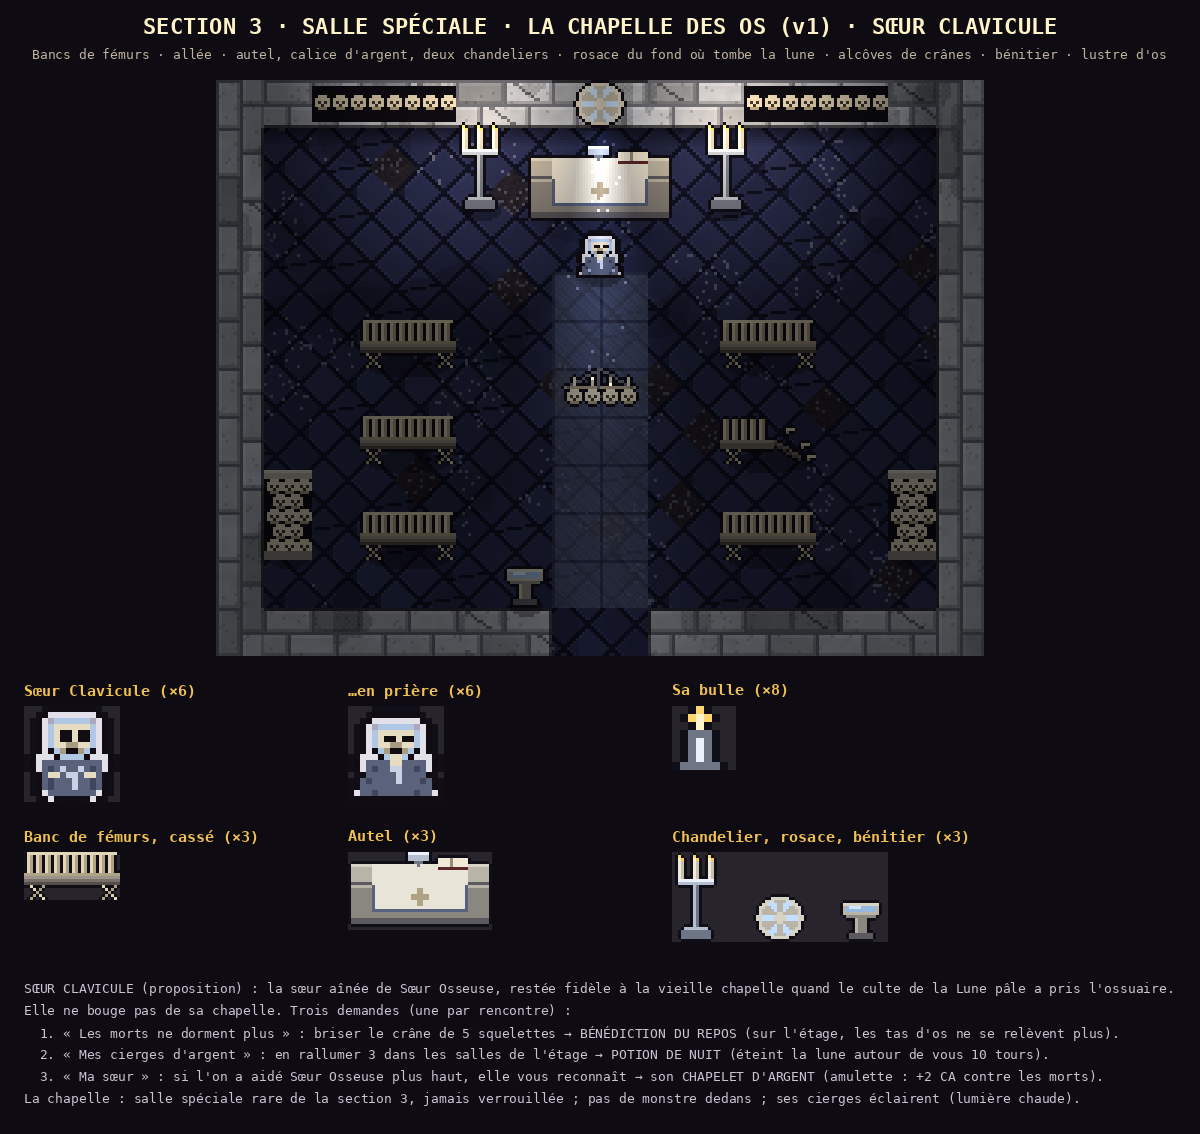 SECTION 3 · SALLE SPÉCIALE · LA CHAPELLE DES OS (v1) · SŒUR CLAVICULE
Bancs de fémurs · allée · autel, calice d'argent, deux chandeliers · rosace du fond où tombe la lune · alcôves de crânes · bénitier · lustre d'os
Sœur Clavicule (×6)
…en prière (×6)
Sa bulle (×8)
Banc de fémurs, cassé (×3)
Autel (×3)
Chandelier, rosace, bénitier (×3)
SŒUR CLAVICULE (proposition) : la sœur aînée de Sœur Osseuse, restée fidèle à la vieille chapelle quand le culte de la Lune pâle a pris l'ossuaire.
Elle ne bouge pas de sa chapelle. Trois demandes (une par rencontre) :
1. « Les morts ne dorment plus » : briser le crâne de 5 squelettes → BÉNÉDICTION DU REPOS (sur l'étage, les tas d'os ne se relèvent plus).
2. « Mes cierges d'argent » : en rallumer 3 dans les salles de l'étage → POTION DE NUIT (éteint la lune autour de vous 10 tours).
3. « Ma sœur » : si l'on a aidé Sœur Osseuse plus haut, elle vous reconnaît → son CHAPELET D'ARGENT (amulette : +2 CA contre les morts).
La chapelle : salle spéciale rare de la section 3, jamais verrouillée ; pas de monstre dedans ; ses cierges éclairent (lumière chaude).